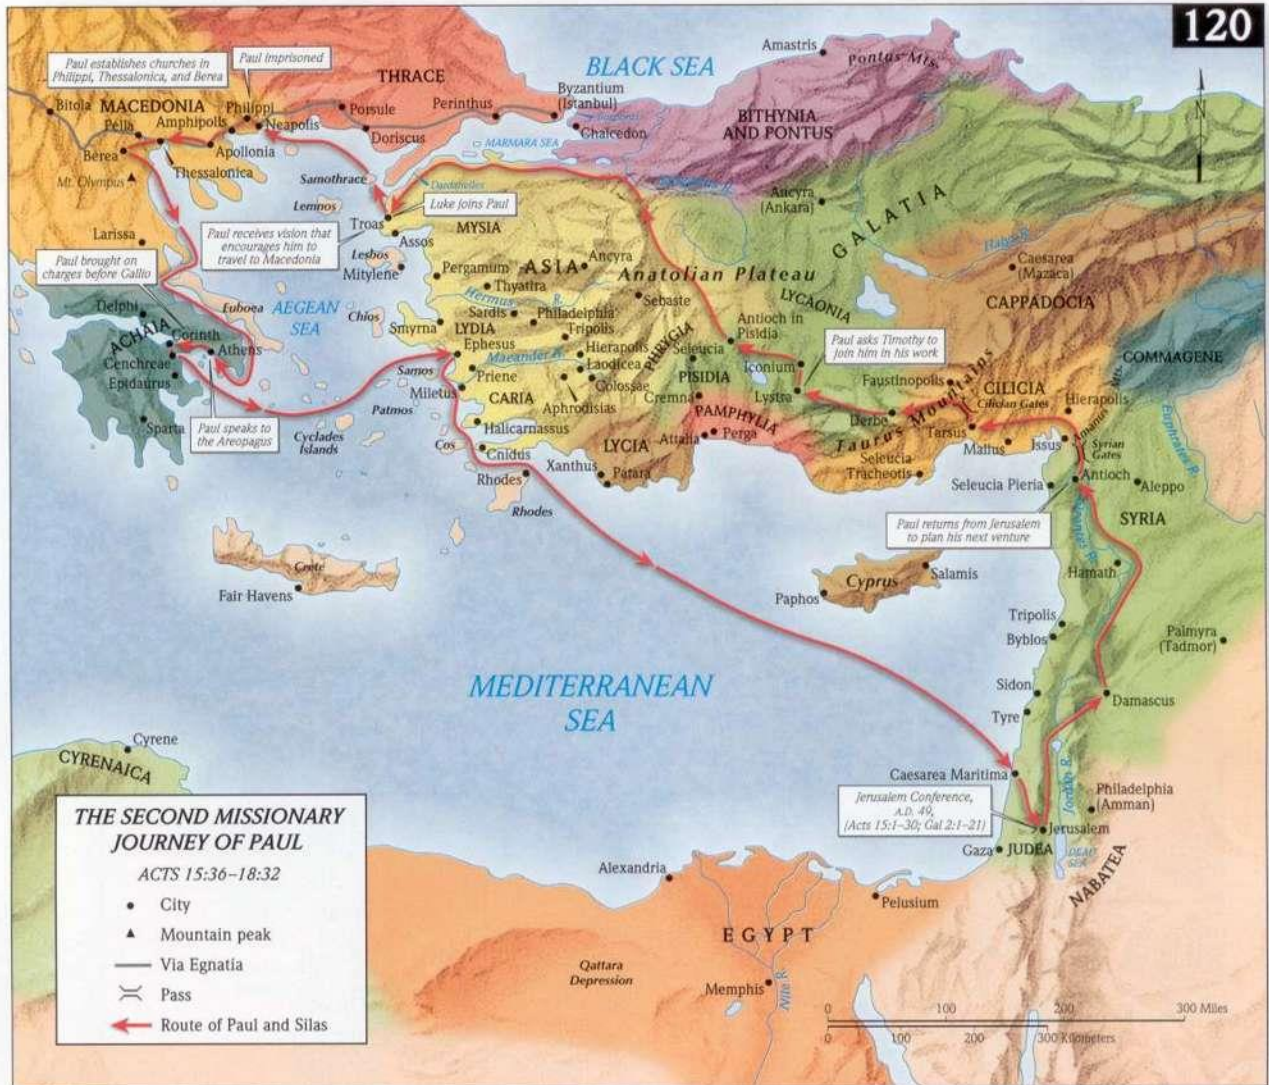 120
Paul establishes churches in
Philippi, Thessalonica, and Berea
Paul imprisoned
THRACE
BLACK SEA
Amastris
Pontus Mts.
Bitola
MACEDONIA
Pella
Amphipolis
Philippi
Neapolis
Porsule
Doriscus
Perinthus
Byzantium
(Istanbul)
Chalcedon
BITHYNIA
AND PONTUS
MARMARA SEA
Berea
Apollonia
Thessalonica
Mt. Olympus
Samothrace
Dardanelles
Lemnos
Luke joins Paul
Troas
MYSIA
Ancyra
(Ankara)
GALATIA
Halys R.
Larissa
Paul receives vision that
encourages him to
travel to Macedonia
Assos
Lesbos
Mitylene
Paul brought on
charges before Gallio
Pergamum
ASIA
Ancyra
Anatolian Plateau
Caesarea
(Mazaca)
CAPPADOCIA
Thyatira
Hermus R.
Sebaste
LYCAONIA
Delphi
Euboea
AEGEAN
SEA
Chios
Smyrna
Sardis
Philadelphia
LYDIA
Tripolis
PHRYGIA
Antioch in
Pisidia
ACHAIA
Corinth
Athens
Cenchreae
Epidaurus
Ephesus
Maeander R.
Hierapolis
Laodicea
Colossae
Seleucia
PISIDIA
Iconium
Paul asks Timothy to
join him in his work
COMMAGENE
Samos
Priene
Miletus
CARIA
Aphrodisias
Cremna
Lystra
Faustinopolis
CILICIA
Cilician Gates
Hierapolis
Amanus Mts.
Euphrates R.
Patmos
Sparta
Paul speaks to
the Areopagus
Cyclades
Islands
Halicarnassus
Cos
Cnidus
LYCIA
PAMPHYLIA
Attalia
Perga
Derbe
Taurus Mountains
Tarsus
Mallus
Issus
Syrian
Gates
Rhodes
Xanthus
Patara
Seleucia
Tracheotis
Seleucia Pieria
Antioch
Aleppo
Rhodes
Paul returns from Jerusalem
to plan his next venture
SYRIA
Orontes R.
Crete
Fair Havens
Cyprus
Salamis
Paphos
Hamath
Tripolis
Byblos
Palmyra
(Tadmor)
MEDITERRANEAN
SEA
Sidon
Tyre
Damascus
Cyrene
CYRENAICA
Caesarea Maritima
Jordan R.
Jerusalem Conference,
A.D. 49,
(Acts 15:1–30; Gal 2:1–21)
Philadelphia
(Amman)
Jerusalem
Gaza
JUDEA
DEAD
SEA
NABATEA
THE SECOND MISSIONARY
JOURNEY OF PAUL
ACTS 15:36–18:32
City
Mountain peak
Via Egnatia
Pass
Route of Paul and Silas
Alexandria
Pelusium
EGYPT
Qattara
Depression
Memphis
Nile R.
N
0 100 200 300 Miles
0 100 200 300 Kilometers